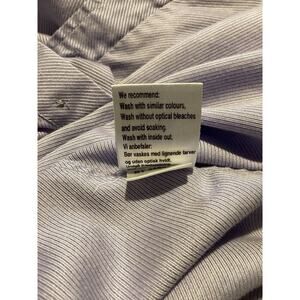 We recommend:
Wash with similar colours,
Wash without optical bleaches
and avoid soaking.
Wash with inside out.
Vi anbefaler:
Bør vaskes med lignende farver
og uden optisk hvidt.